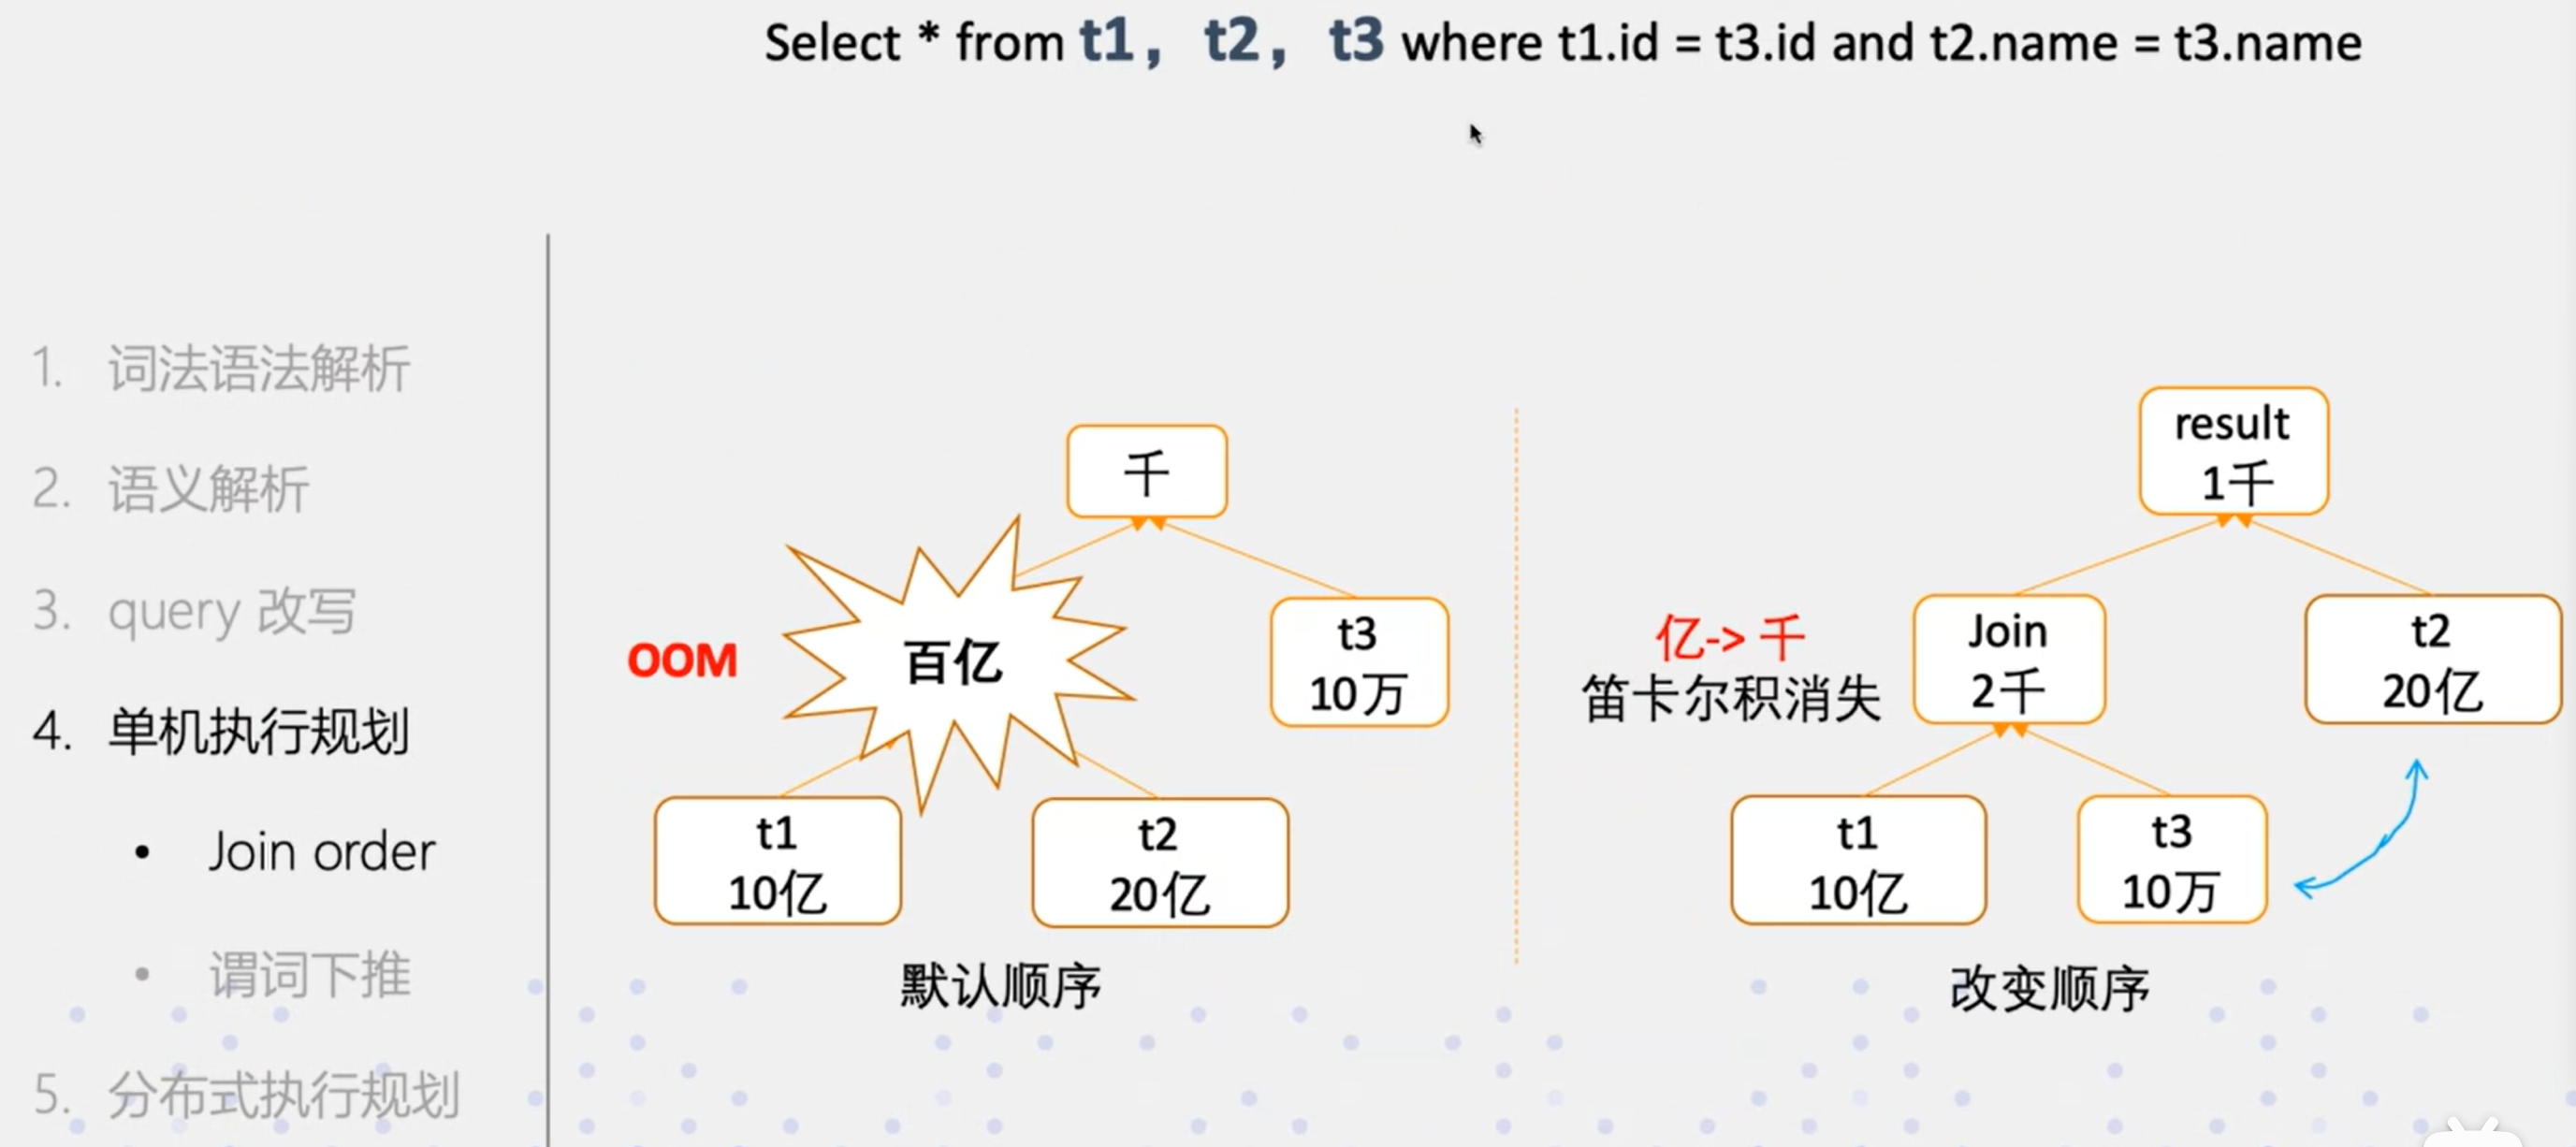 Select * from t1，t2，t3 where t1.id = t3.id and t2.name = t3.name
1. 词法语法解析
2. 语义解析
3. query 改写
4. 单机执行规划
• Join order
• 谓词下推
5. 分布式执行规划
千
OOM
百亿
t3
10万
t1
10亿
t2
20亿
默认顺序
result
1千
亿-> 千
笛卡尔积消失
Join
2千
t2
20亿
t1
10亿
t3
10万
改变顺序